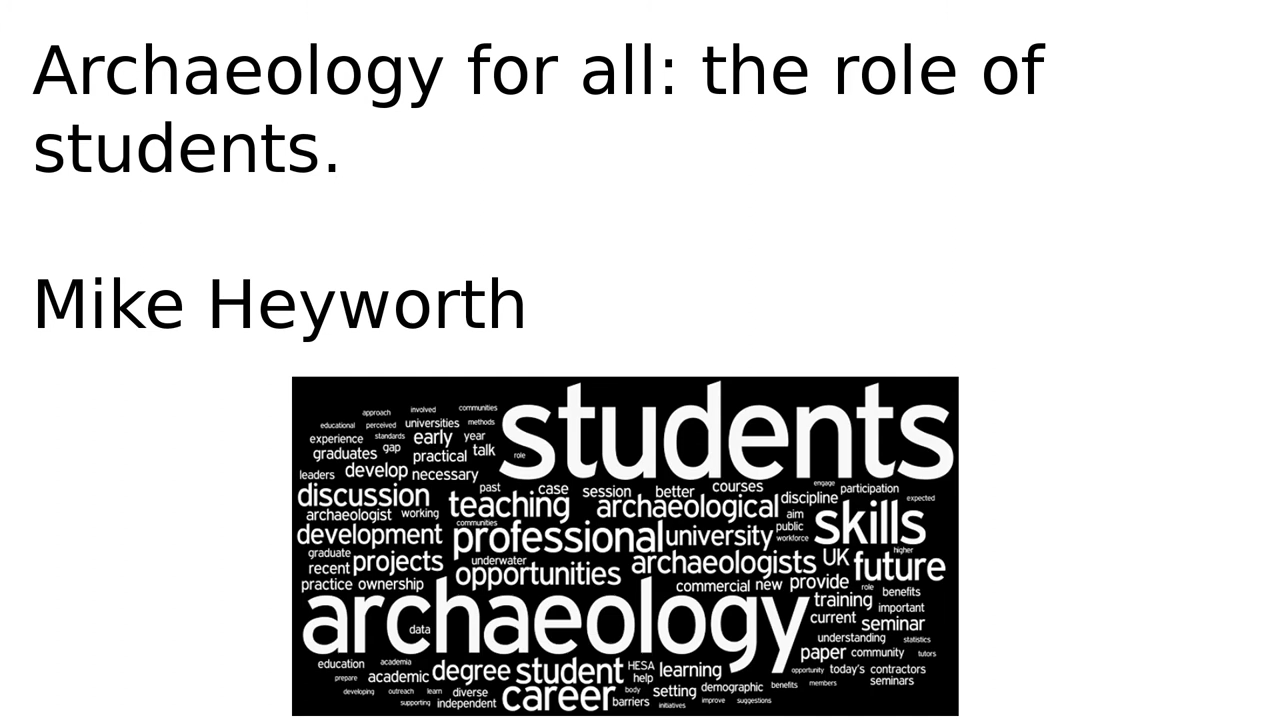 Archaeology for all: the role of
students.
Mike Heyworth
students
approach involved communities
educational perceived universities methods
experience standards early year
graduates gap practical talk role
leaders develop necessary
past case session better courses engage participation
discussion teaching archaeological discipline expected
archaeologist working communities aim skills
development professional university public workforce
graduate recent projects underwater archaeologists UK higher future
practice ownership opportunities commercial new provide role benefits
archaeology training important
data current seminar
understanding statistics
paper community tutors
education academia opportunity today's contractors
prepare academic degree student HESA learning seminars
help
developing outreach learn diverse career body setting demographic benefits members
supporting independent barriers initiatives improve suggestions